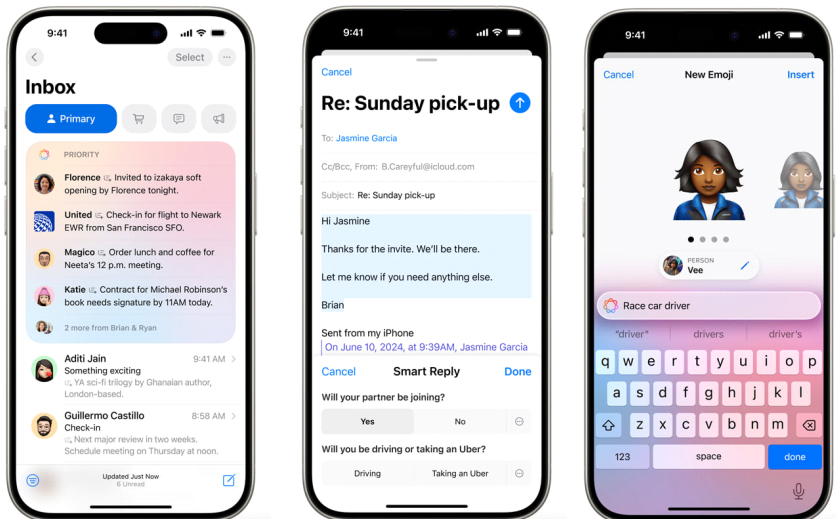 9:41
Select
Inbox
Primary
PRIORITY
Florence Invited to izakaya soft
opening by Florence tonight.
United Check-in for flight to Newark
EWR from San Francisco SFO.
Magico Order lunch and coffee for
Neeta's 12 p.m. meeting.
Katie Contract for Michael Robinson's
book needs signature by 11AM today.
2 more from Brian & Ryan
Aditi Jain 9:41 AM
Something exciting
YA sci-fi trilogy by Ghanaian author,
London-based.
Guillermo Castillo 8:58 AM
Check-in
Next major review in two weeks.
Schedule meeting on Thursday at noon.
Updated Just Now
6 Unread
9:41
Cancel
Re: Sunday pick-up
To: Jasmine Garcia
Cc/Bcc, From: B.Careyful@icloud.com
Subject: Re: Sunday pick-up
Hi Jasmine
Thanks for the invite. We'll be there.
Let me know if you need anything else.
Brian
Sent from my iPhone
On June 10, 2024, at 9:39AM, Jasmine Garcia
Cancel Smart Reply Done
Will your partner be joining?
Yes No
Will you be driving or taking an Uber?
Driving Taking an Uber
9:41
Cancel New Emoji Insert
PERSON
Vee
Race car driver
"driver" drivers driver's
q w e r t y u i o p
a s d f g h j k l
z x c v b n m
123 space done